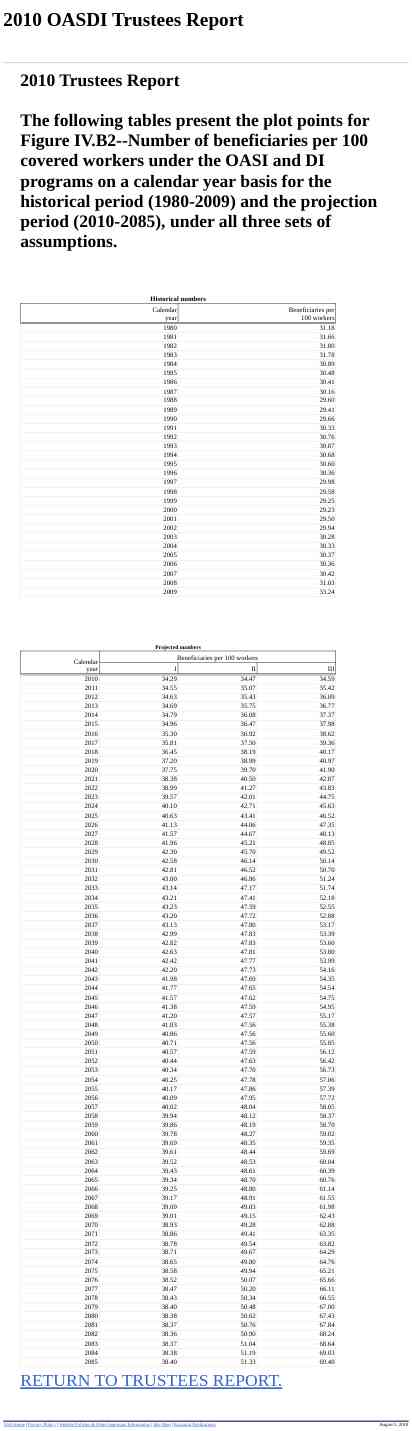 2010 OASDI Trustees Report
2010 Trustees Report
The following tables present the plot points for
Figure IV.B2--Number of beneficiaries per 100
covered workers under the OASI and DI
programs on a calendar year basis for the
historical period (1980-2009) and the projection
period (2010-2085), under all three sets of
assumptions.
Historical numbers
Calendar Beneficiaries per
year 100 workers
1980 31.18
1981 31.66
1982 31.80
1983 31.78
1984 30.89
1985 30.48
1986 30.41
1987 30.16
1988 29.60
1989 29.41
1990 29.66
1991 30.33
1992 30.76
1993 30.87
1994 30.68
1995 30.60
1996 30.36
1997 29.98
1998 29.58
1999 29.25
2000 29.23
2001 29.50
2002 29.94
2003 30.28
2004 30.33
2005 30.37
2006 30.36
2007 30.42
2008 31.03
2009 33.24
Projected numbers
Beneficiaries per 100 workers
Calendar
year I II III
2010 34.29 34.47 34.59
2011 34.55 35.07 35.42
2012 34.63 35.43 36.09
2013 34.69 35.75 36.77
2014 34.79 36.08 37.37
2015 34.96 36.47 37.98
2016 35.30 36.92 38.62
2017 35.81 37.50 39.36
2018 36.45 38.19 40.17
2019 37.20 38.99 40.97
2020 37.75 39.70 41.90
2021 38.38 40.50 42.87
2022 38.99 41.27 43.83
2023 39.57 42.01 44.75
2024 40.10 42.71 45.63
2025 40.63 43.41 46.52
2026 41.13 44.06 47.35
2027 41.57 44.67 48.13
2028 41.96 45.21 48.85
2029 42.30 45.70 49.52
2030 42.58 46.14 50.14
2031 42.81 46.52 50.70
2032 43.00 46.86 51.24
2033 43.14 47.17 51.74
2034 43.21 47.41 52.18
2035 43.23 47.59 52.55
2036 43.20 47.72 52.88
2037 43.13 47.80 53.17
2038 42.99 47.83 53.39
2039 42.82 47.83 53.60
2040 42.63 47.81 53.80
2041 42.42 47.77 53.99
2042 42.20 47.73 54.16
2043 41.98 47.69 54.35
2044 41.77 47.65 54.54
2045 41.57 47.62 54.75
2046 41.38 47.59 54.95
2047 41.20 47.57 55.17
2048 41.03 47.56 55.38
2049 40.86 47.56 55.60
2050 40.71 47.56 55.85
2051 40.57 47.59 56.12
2052 40.44 47.63 56.42
2053 40.34 47.70 56.73
2054 40.25 47.78 57.06
2055 40.17 47.86 57.39
2056 40.09 47.95 57.72
2057 40.02 48.04 58.05
2058 39.94 48.12 58.37
2059 39.86 48.19 58.70
2060 39.78 48.27 59.02
2061 39.69 48.35 59.35
2062 39.61 48.44 59.69
2063 39.52 48.53 60.04
2064 39.43 48.61 60.39
2065 39.34 48.70 60.76
2066 39.25 48.80 61.14
2067 39.17 48.91 61.55
2068 39.09 49.03 61.98
2069 39.01 49.15 62.43
2070 38.93 49.28 62.88
2071 38.86 49.41 63.35
2072 38.78 49.54 63.82
2073 38.71 49.67 64.29
2074 38.65 49.80 64.76
2075 38.58 49.94 65.21
2076 38.52 50.07 65.66
2077 38.47 50.20 66.11
2078 38.43 50.34 66.55
2079 38.40 50.48 67.00
2080 38.38 50.62 67.43
2081 38.37 50.76 67.84
2082 38.36 50.90 68.24
2083 38.37 51.04 68.64
2084 38.38 51.19 69.03
2085 38.40 51.33 69.40
RETURN TO TRUSTEES REPORT.